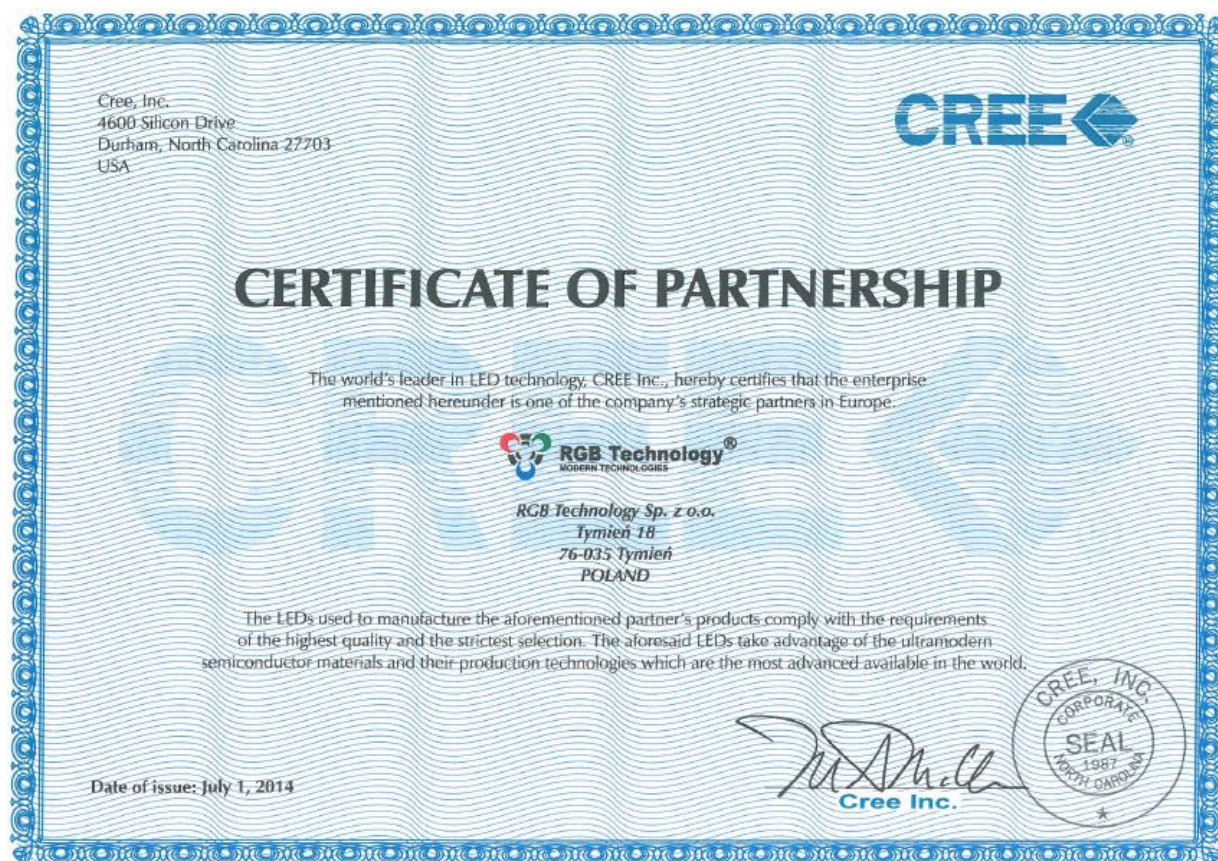 Cree, Inc.
4600 Silicon Drive
Durham, North Carolina 27703
USA
CREE
CERTIFICATE OF PARTNERSHIP
The world's leader in LED technology, CREE Inc., hereby certifies that the enterprise
mentioned hereunder is one of the company's strategic partners in Europe.
RGB Technology®
MODERN TECHNOLOGIES
RGB Technology Sp. z o.o.
Tymień 18
76-035 Tymień
POLAND
The LEDs used to manufacture the aforementioned partner's products comply with the requirements
of the highest quality and the strictest selection. The aforesaid LEDs take advantage of the ultramodern
semiconductor materials and their production technologies which are the most advanced available in the world.
Date of issue: July 1, 2014
Cree Inc.
CREE, INC.
CORPORATE
SEAL
1987
NORTH CAROLINA
CREE